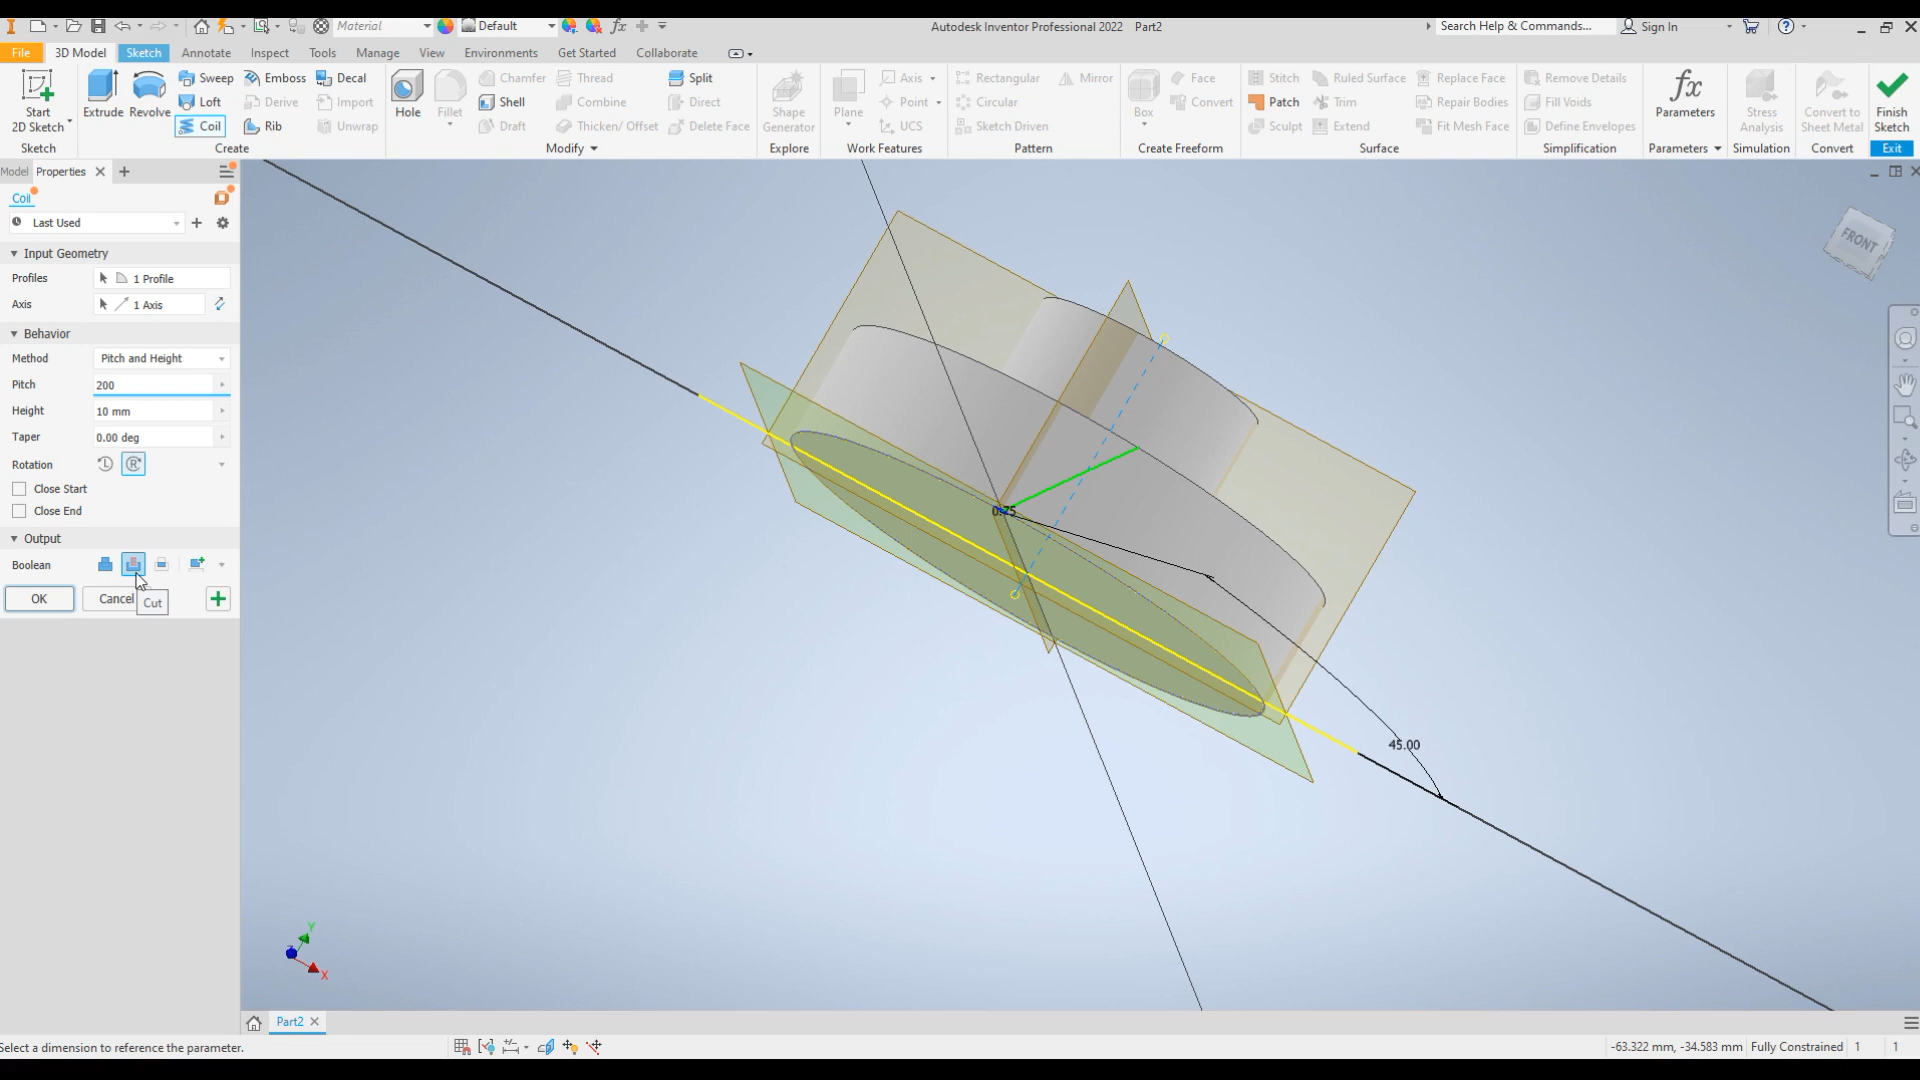 Material
Default
Autodesk Inventor Professional 2022 Part2
Search Help & Commands...
Sign In
File
3D Model
Sketch
Annotate
Inspect
Tools
Manage
View
Environments
Get Started
Collaborate
Start
2D Sketch
Sketch
Extrude
Revolve
Sweep
Loft
Coil
Emboss
Derive
Rib
Decal
Import
Unwrap
Create
Hole
Fillet
Chamfer
Shell
Draft
Thread
Combine
Thicken/ Offset
Split
Direct
Delete Face
Modify
Shape
Generator
Explore
Plane
Axis
Point
UCS
Work Features
Rectangular
Circular
Sketch Driven
Mirror
Pattern
Box
Face
Convert
Create Freeform
Stitch
Patch
Sculpt
Ruled Surface
Trim
Extend
Replace Face
Repair Bodies
Fit Mesh Face
Surface
Remove Details
Fill Voids
Define Envelopes
Simplification
Parameters
Parameters
Stress
Analysis
Simulation
Convert to
Sheet Metal
Convert
Finish
Sketch
Exit
Model
Properties
Coil
Last Used
Input Geometry
Profiles 1 Profile
Axis 1 Axis
Behavior
Method Pitch and Height
Pitch 200
Height 10 mm
Taper 0.00 deg
Rotation
Close Start
Close End
Output
Boolean
OK
Cancel
Cut
FRONT
0.75
45.00
Y
Z
X
Part2
Select a dimension to reference the parameter.
-63.322 mm, -34.583 mm Fully Constrained 1 1